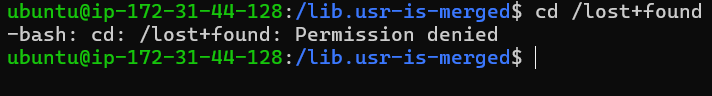 ubuntu@ip-172-31-44-128:/lib.usr-is-merged$ cd /lost+found
-bash: cd: /lost+found: Permission denied
ubuntu@ip-172-31-44-128:/lib.usr-is-merged$